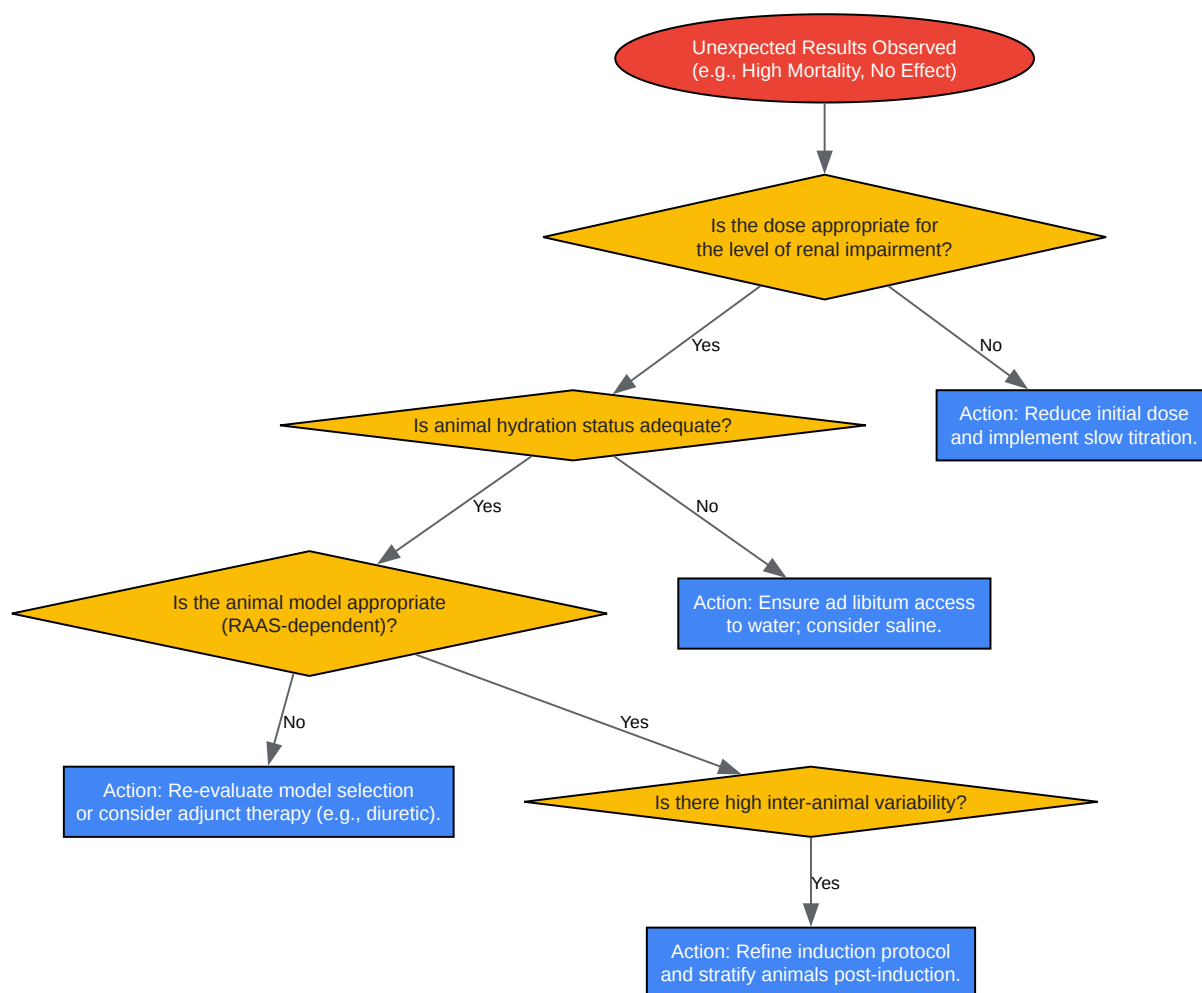 Unexpected Results Observed
(e.g., High Mortality, No Effect)
Is the dose appropriate for
the level of renal impairment?
Yes
No
Is animal hydration status adequate?
Action: Reduce initial dose
and implement slow titration.
Yes
No
Is the animal model appropriate
(RAAS-dependent)?
Action: Ensure ad libitum access
to water; consider saline.
No
Yes
Action: Re-evaluate model selection
or consider adjunct therapy (e.g., diuretic).
Is there high inter-animal variability?
Yes
Action: Refine induction protocol
and stratify animals post-induction.